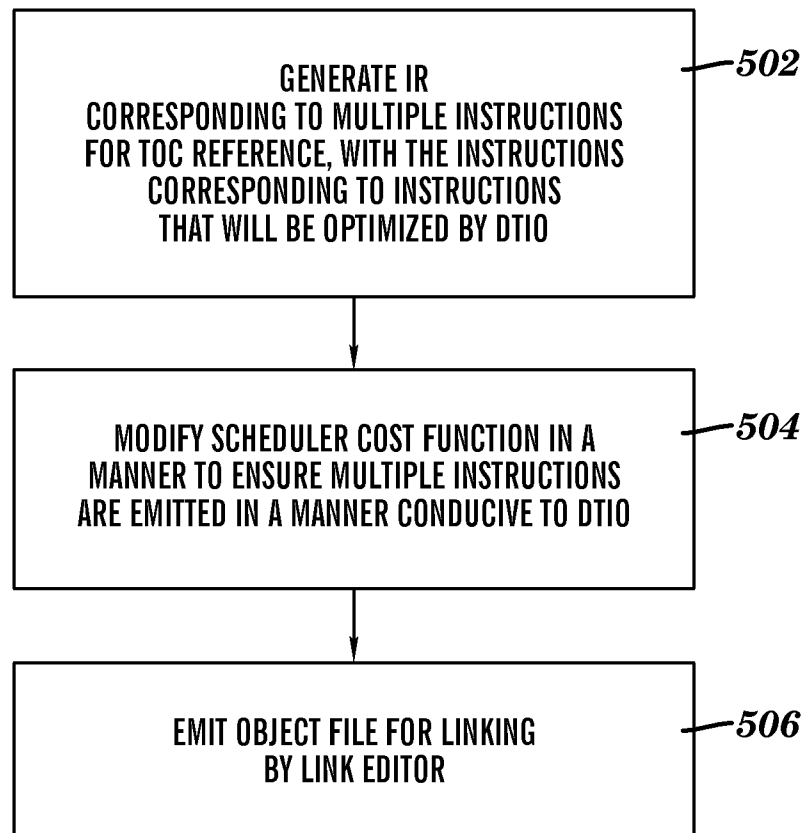 GENERATE IR
CORRESPONDING TO MULTIPLE INSTRUCTIONS
FOR TOC REFERENCE, WITH THE INSTRUCTIONS
CORRESPONDING TO INSTRUCTIONS
THAT WILL BE OPTIMIZED BY DTIO
502
MODIFY SCHEDULER COST FUNCTION IN A
MANNER TO ENSURE MULTIPLE INSTRUCTIONS
ARE EMITTED IN A MANNER CONDUCIVE TO DTIO
504
EMIT OBJECT FILE FOR LINKING
BY LINK EDITOR
506